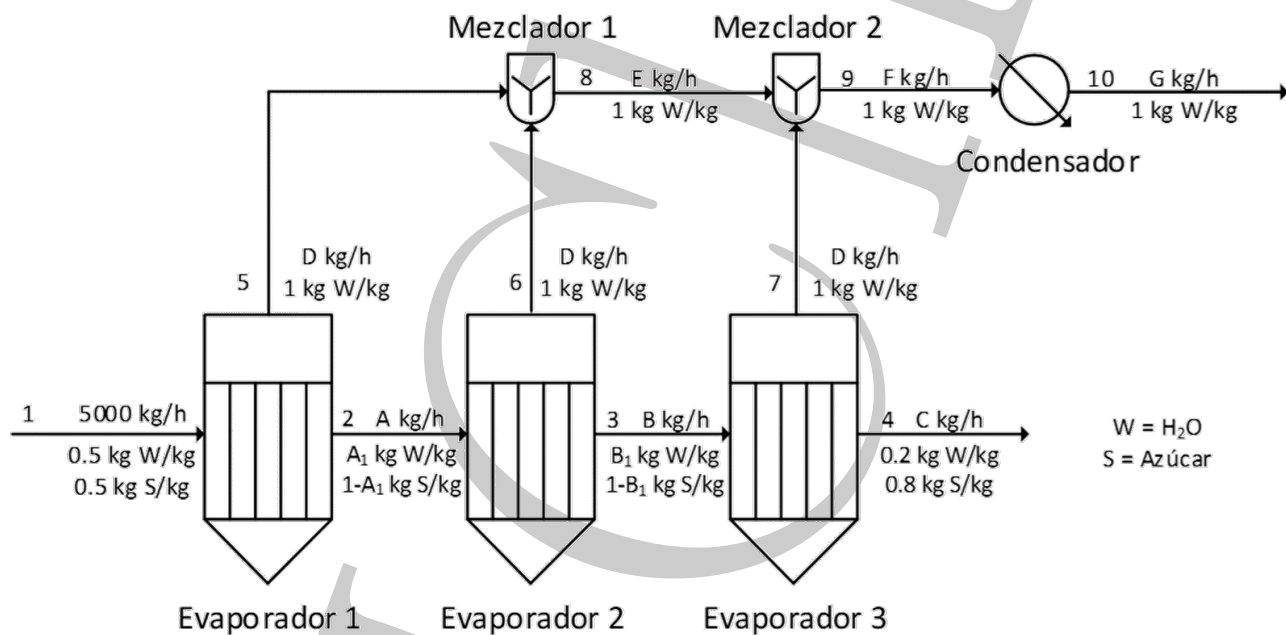 Mezclador 1
Mezclador 2
8 E kg/h
1 kg W/kg
9 F kg/h
1 kg W/kg
10 G kg/h
1 kg W/kg
Condensador
5 D kg/h
1 kg W/kg
6 D kg/h
1 kg W/kg
7 D kg/h
1 kg W/kg
1 5000 kg/h
0.5 kg W/kg
0.5 kg S/kg
2 A kg/h
A₁ kg W/kg
1-A₁ kg S/kg
3 B kg/h
B₁ kg W/kg
1-B₁ kg S/kg
4 C kg/h
0.2 kg W/kg
0.8 kg S/kg
W = H₂O
S = Azúcar
Evaporador 1
Evaporador 2
Evaporador 3